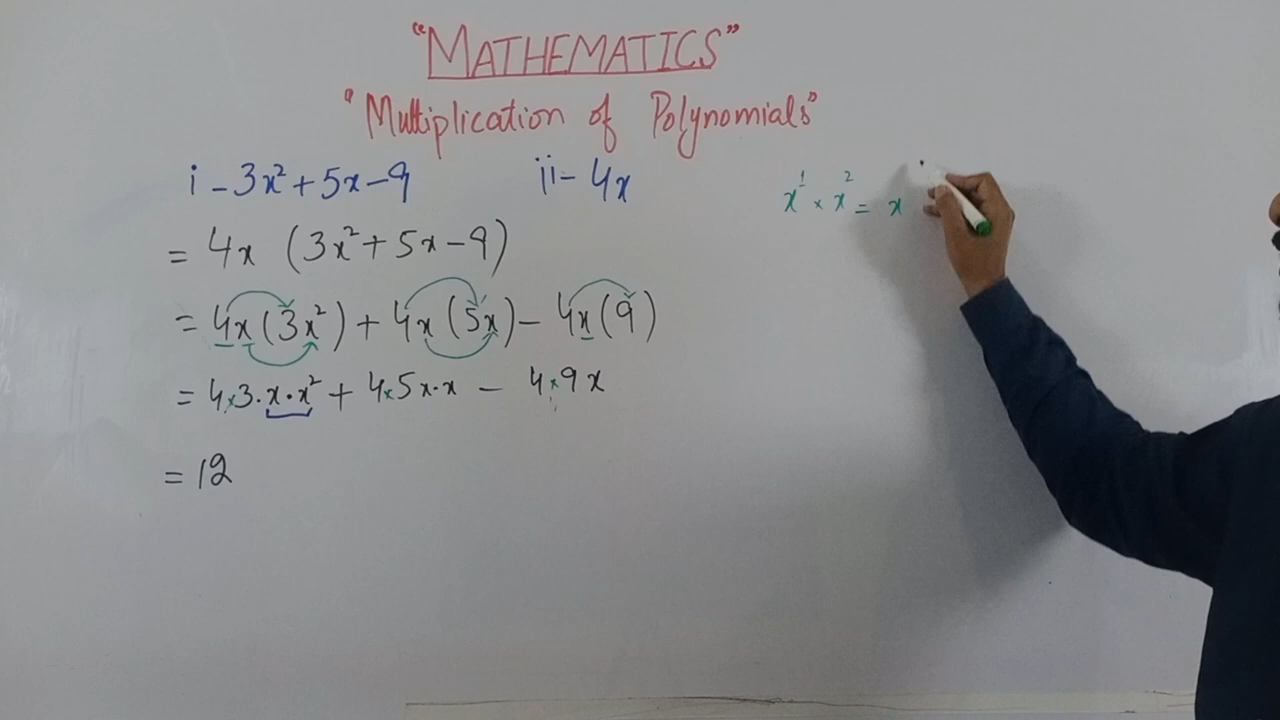 "MATHEMATICS"
"Multiplication of Polynomials"
i - 3x² + 5x - 9 ii - 4x
x¹ × x² = x
= 4x (3x² + 5x - 9)
= 4x (3x²) + 4x (5x) - 4x (9)
= 4×3.x.x² + 4×5x.x - 4×9x
= 12